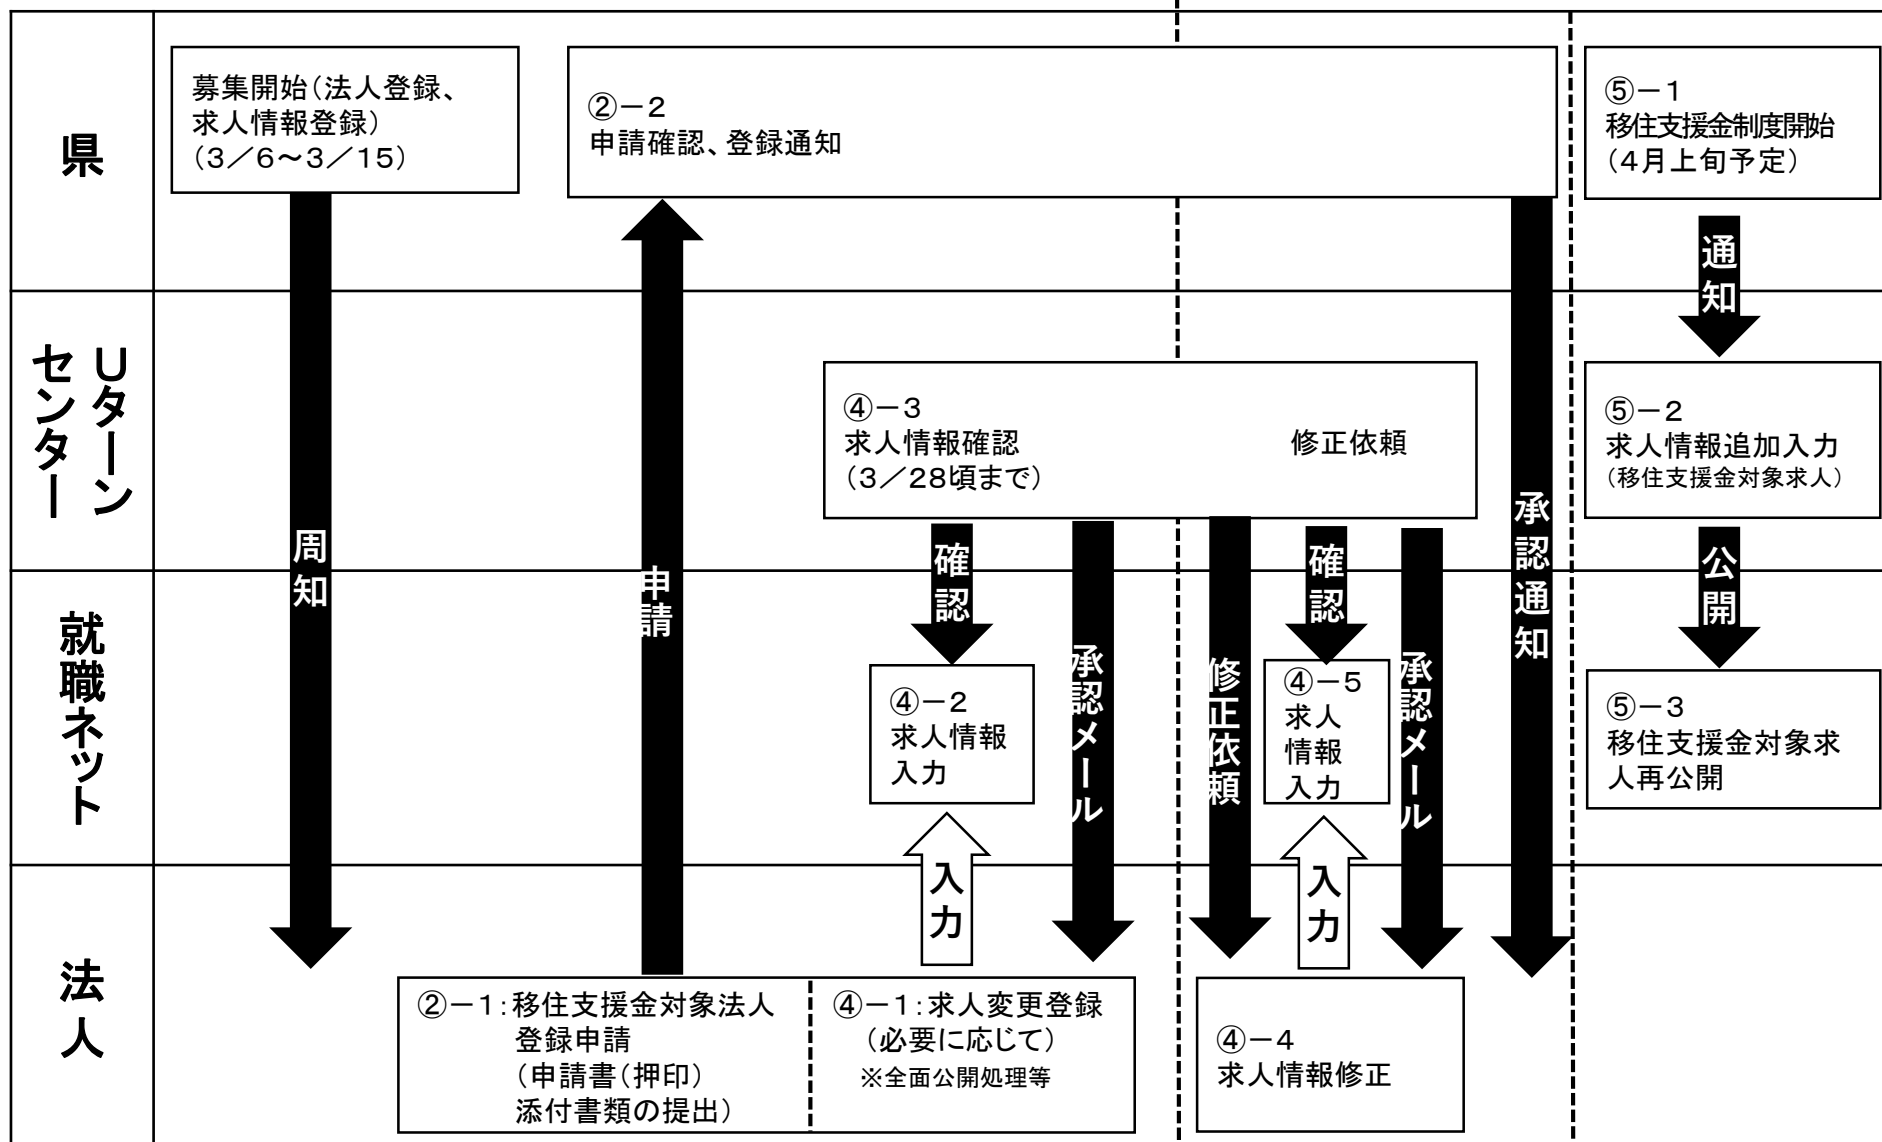 県
募集開始(法人登録、
求人情報登録)
(3/6~3/15)
②-2
申請確認、登録通知
⑤-1
移住支援金制度開始
(4月上旬予定)
通知
Uターン
センター
④-3
求人情報確認
(3/28頃まで)
修正依頼
⑤-2
求人情報追加入力
(移住支援金対象求人)
周知
申請
確認
承認メール
修正依頼
確認
承認メール
承認通知
公開
就職ネット
④-2
求人情報
入力
④-5
求人
情報
入力
⑤-3
移住支援金対象求
人再公開
入力
入力
法人
②-1:移住支援金対象法人
登録申請
(申請書(押印)
添付書類の提出)
④-1:求人変更登録
(必要に応じて)
※全面公開処理等
④-4
求人情報修正